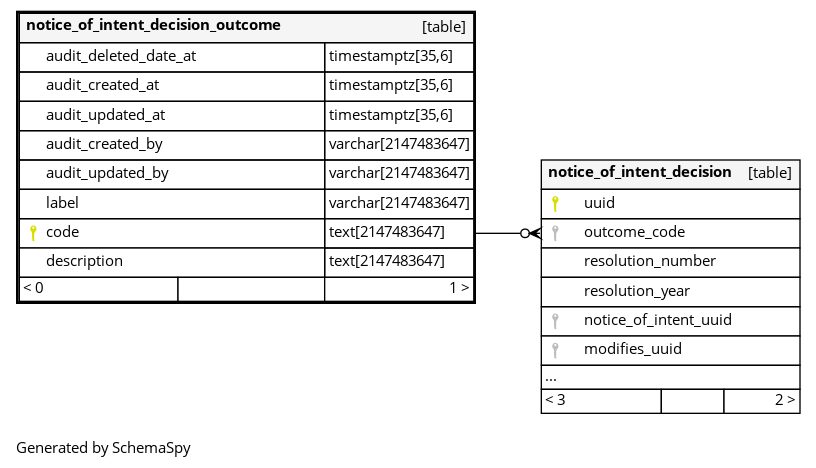 notice_of_intent_decision_outcome [table]
audit_deleted_date_at timestamptz[35,6]
audit_created_at timestamptz[35,6]
audit_updated_at timestamptz[35,6]
audit_created_by varchar[2147483647]
audit_updated_by varchar[2147483647]
label varchar[2147483647]
code text[2147483647]
description text[2147483647]
< 0 1 >
notice_of_intent_decision [table]
uuid
outcome_code
resolution_number
resolution_year
notice_of_intent_uuid
modifies_uuid
...
< 3 2 >
Generated by SchemaSpy